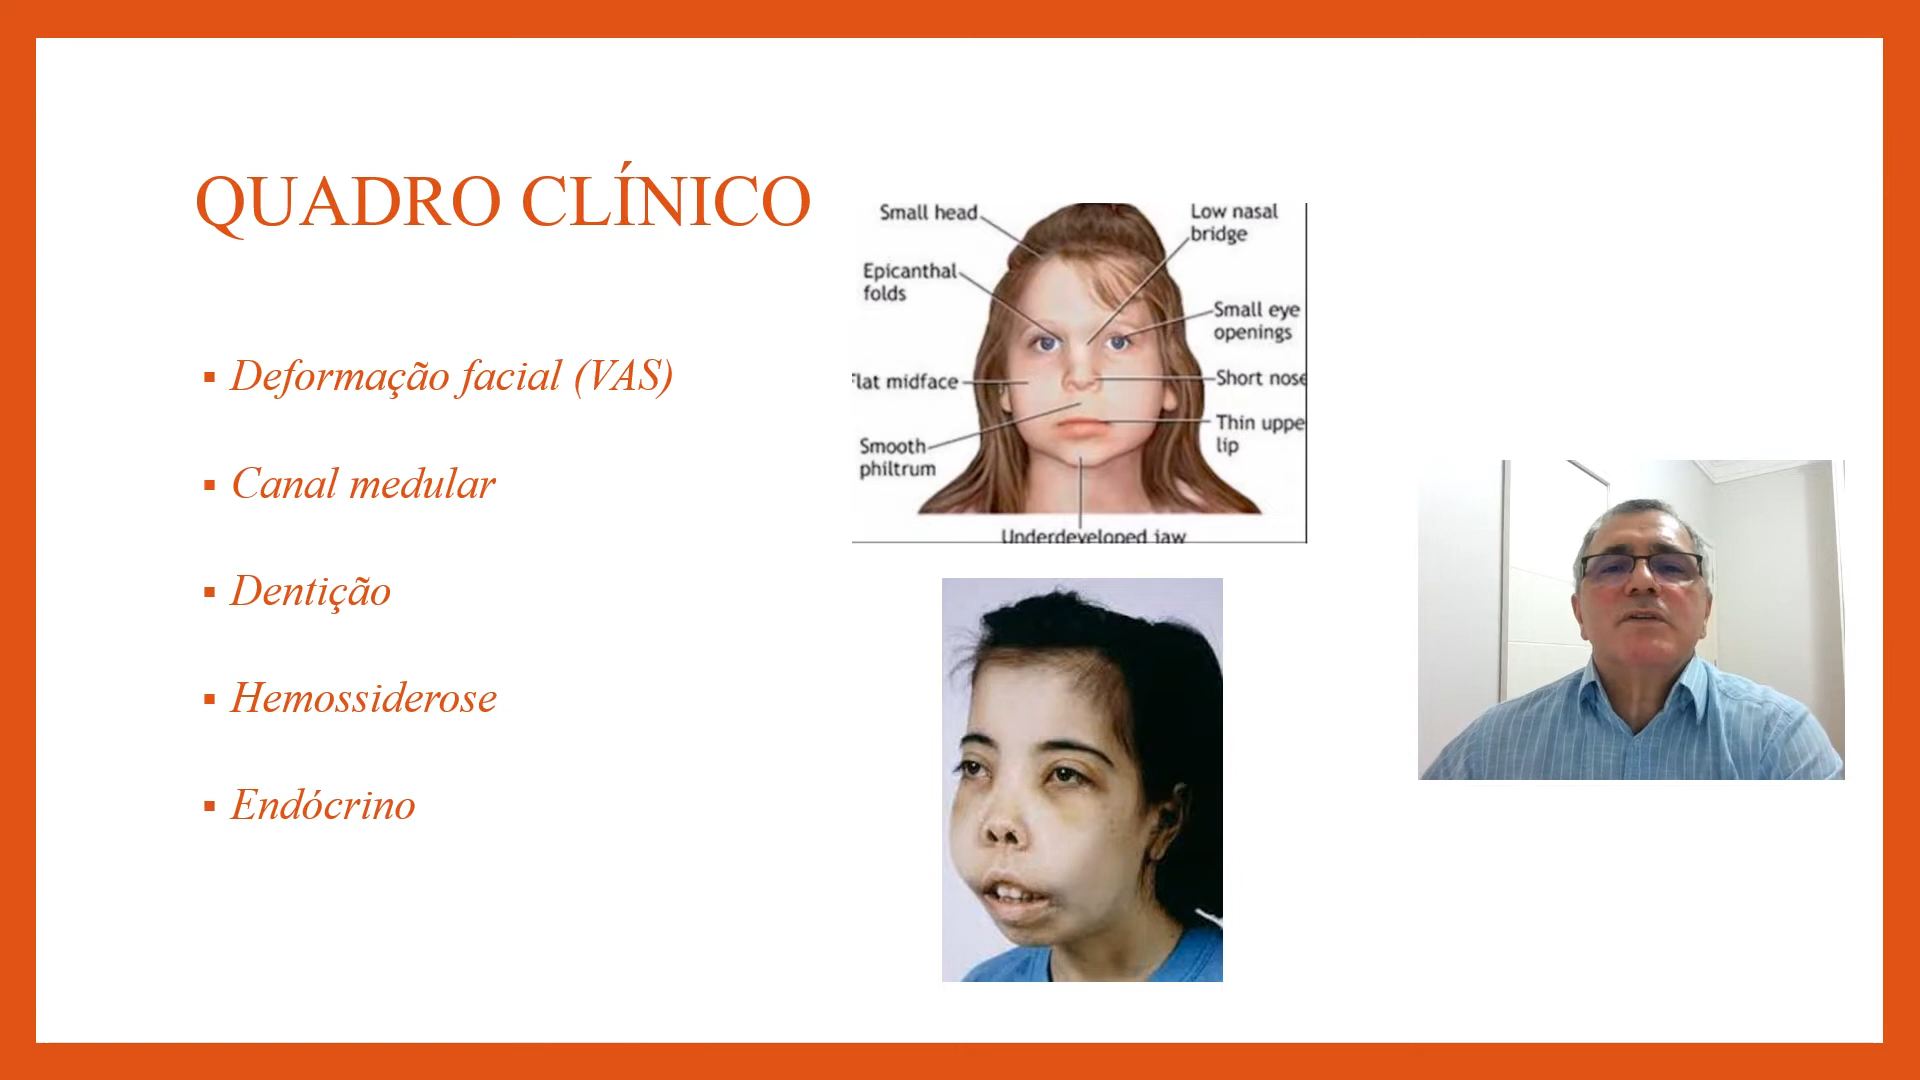 QUADRO CLÍNICO
▪ Deformação facial (VAS)
▪ Canal medular
▪ Dentição
▪ Hemossiderose
▪ Endócrino
Small head
Low nasal
bridge
Epicanthal
folds
Small eye
openings
Flat midface
Short nose
Thin uppe
lip
Smooth
philtrum
Underdeveloped jaw